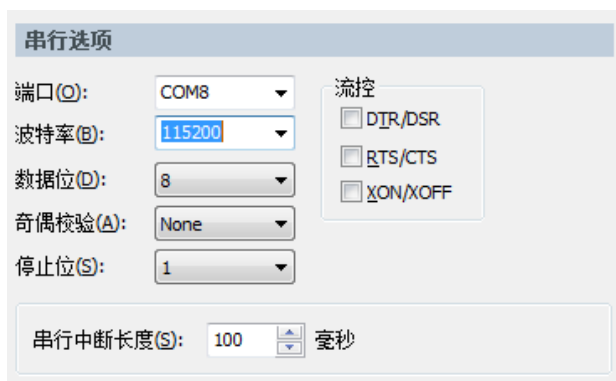 串行选项
端口(O): COM8
波特率(B): 115200
数据位(D): 8
奇偶校验(A): None
停止位(S): 1
流控
DTR/DSR
RTS/CTS
XON/XOFF
串行中断长度(S): 100 毫秒